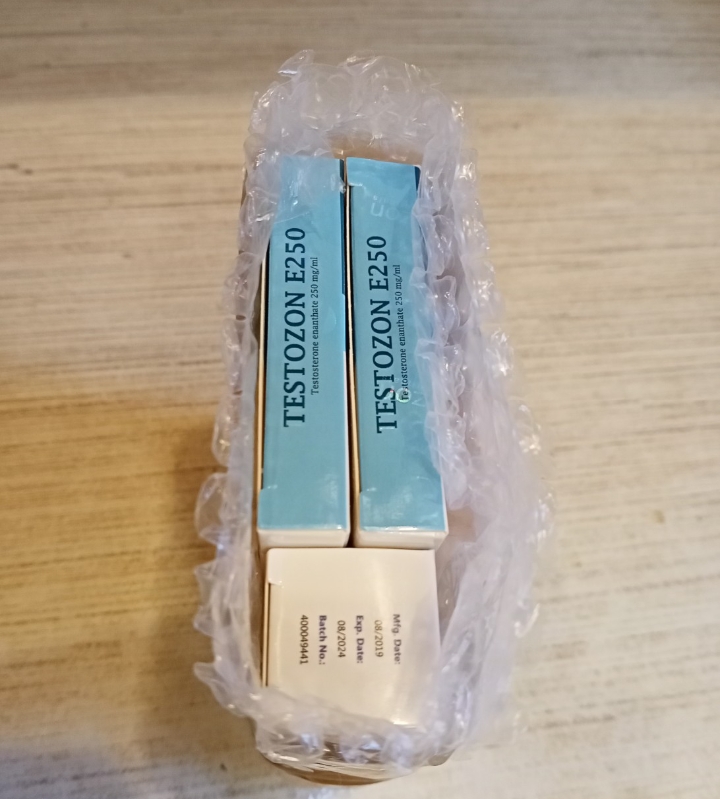 TESTOZON E250
Testosterone enanthate 250 mg/ml
TESTOZON E250
Testosterone enanthate 250 mg/ml
Mfg. Date:
08/2019
Exp. Date:
08/2024
Batch No.:
400049441